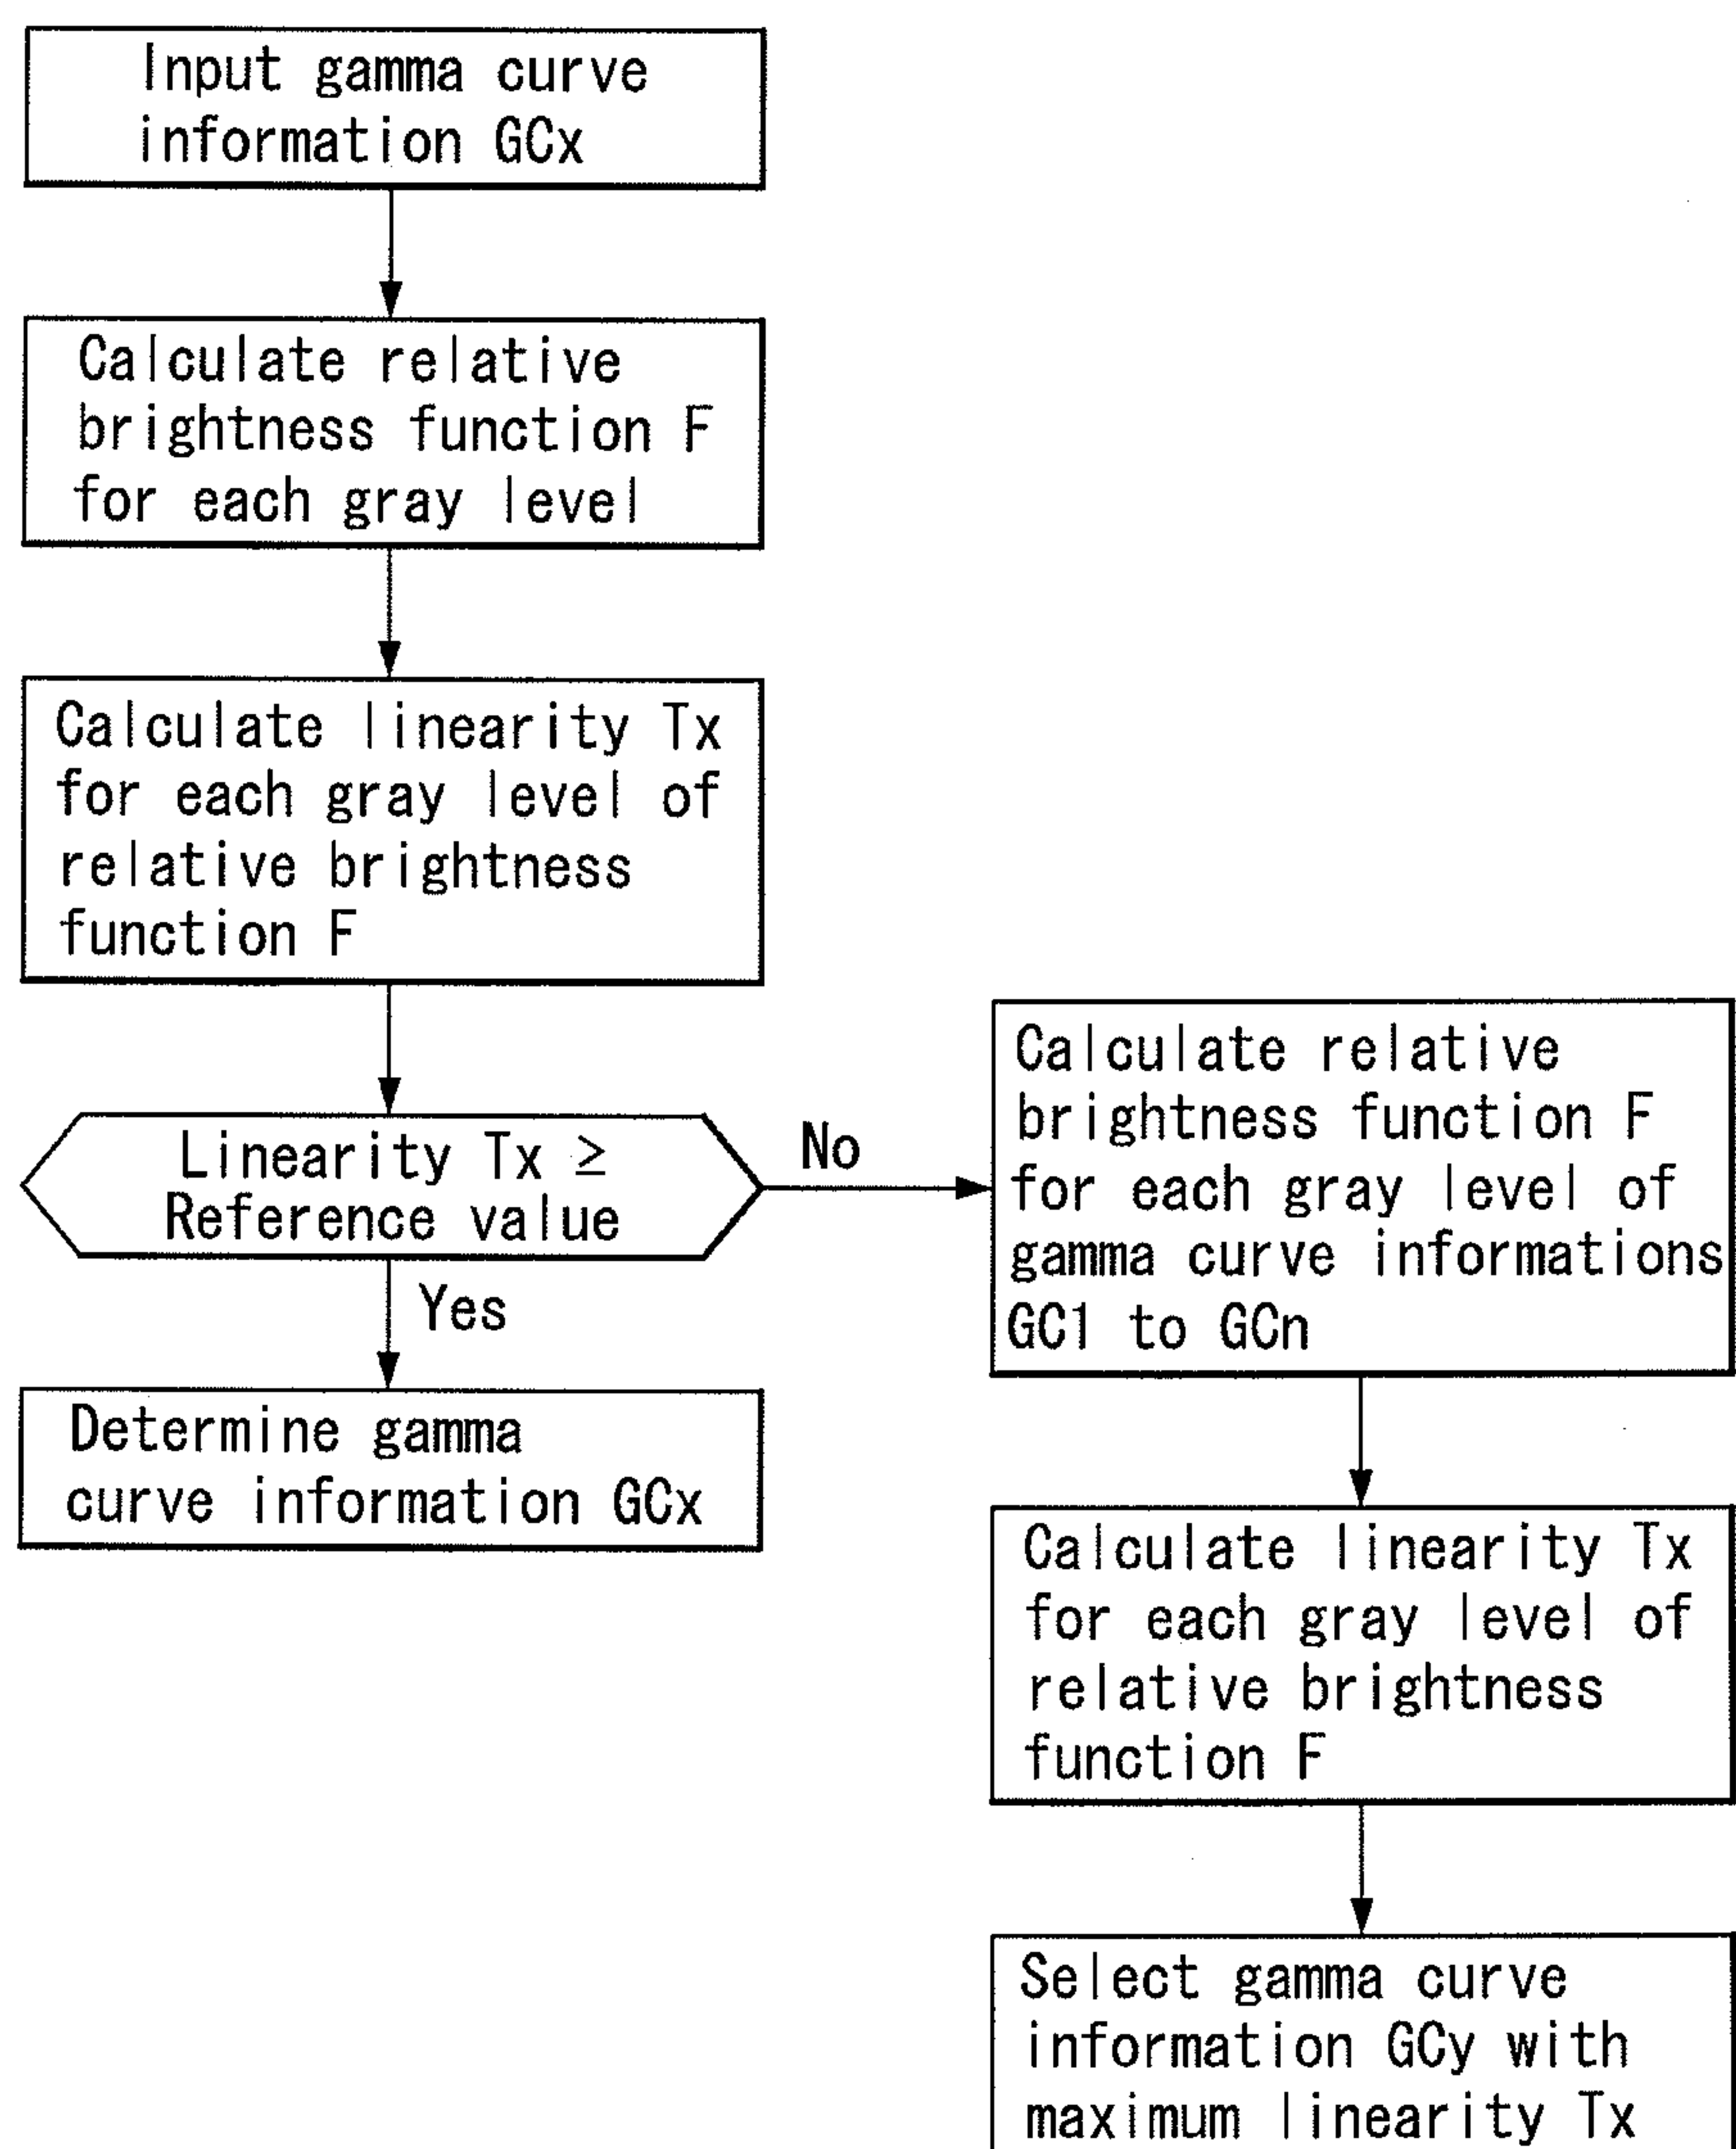 Input gamma curve
information GCx
Calculate relative
brightness function F
for each gray level
Calculate linearity Tx
for each gray level of
relative brightness
function F
Linearity Tx ≥
Reference value
Yes
Determine gamma
curve information GCx
No
Calculate relative
brightness function F
for each gray level of
gamma curve informations
GC1 to GCn
Calculate linearity Tx
for each gray level of
relative brightness
function F
Select gamma curve
information GCy with
maximum linearity Tx